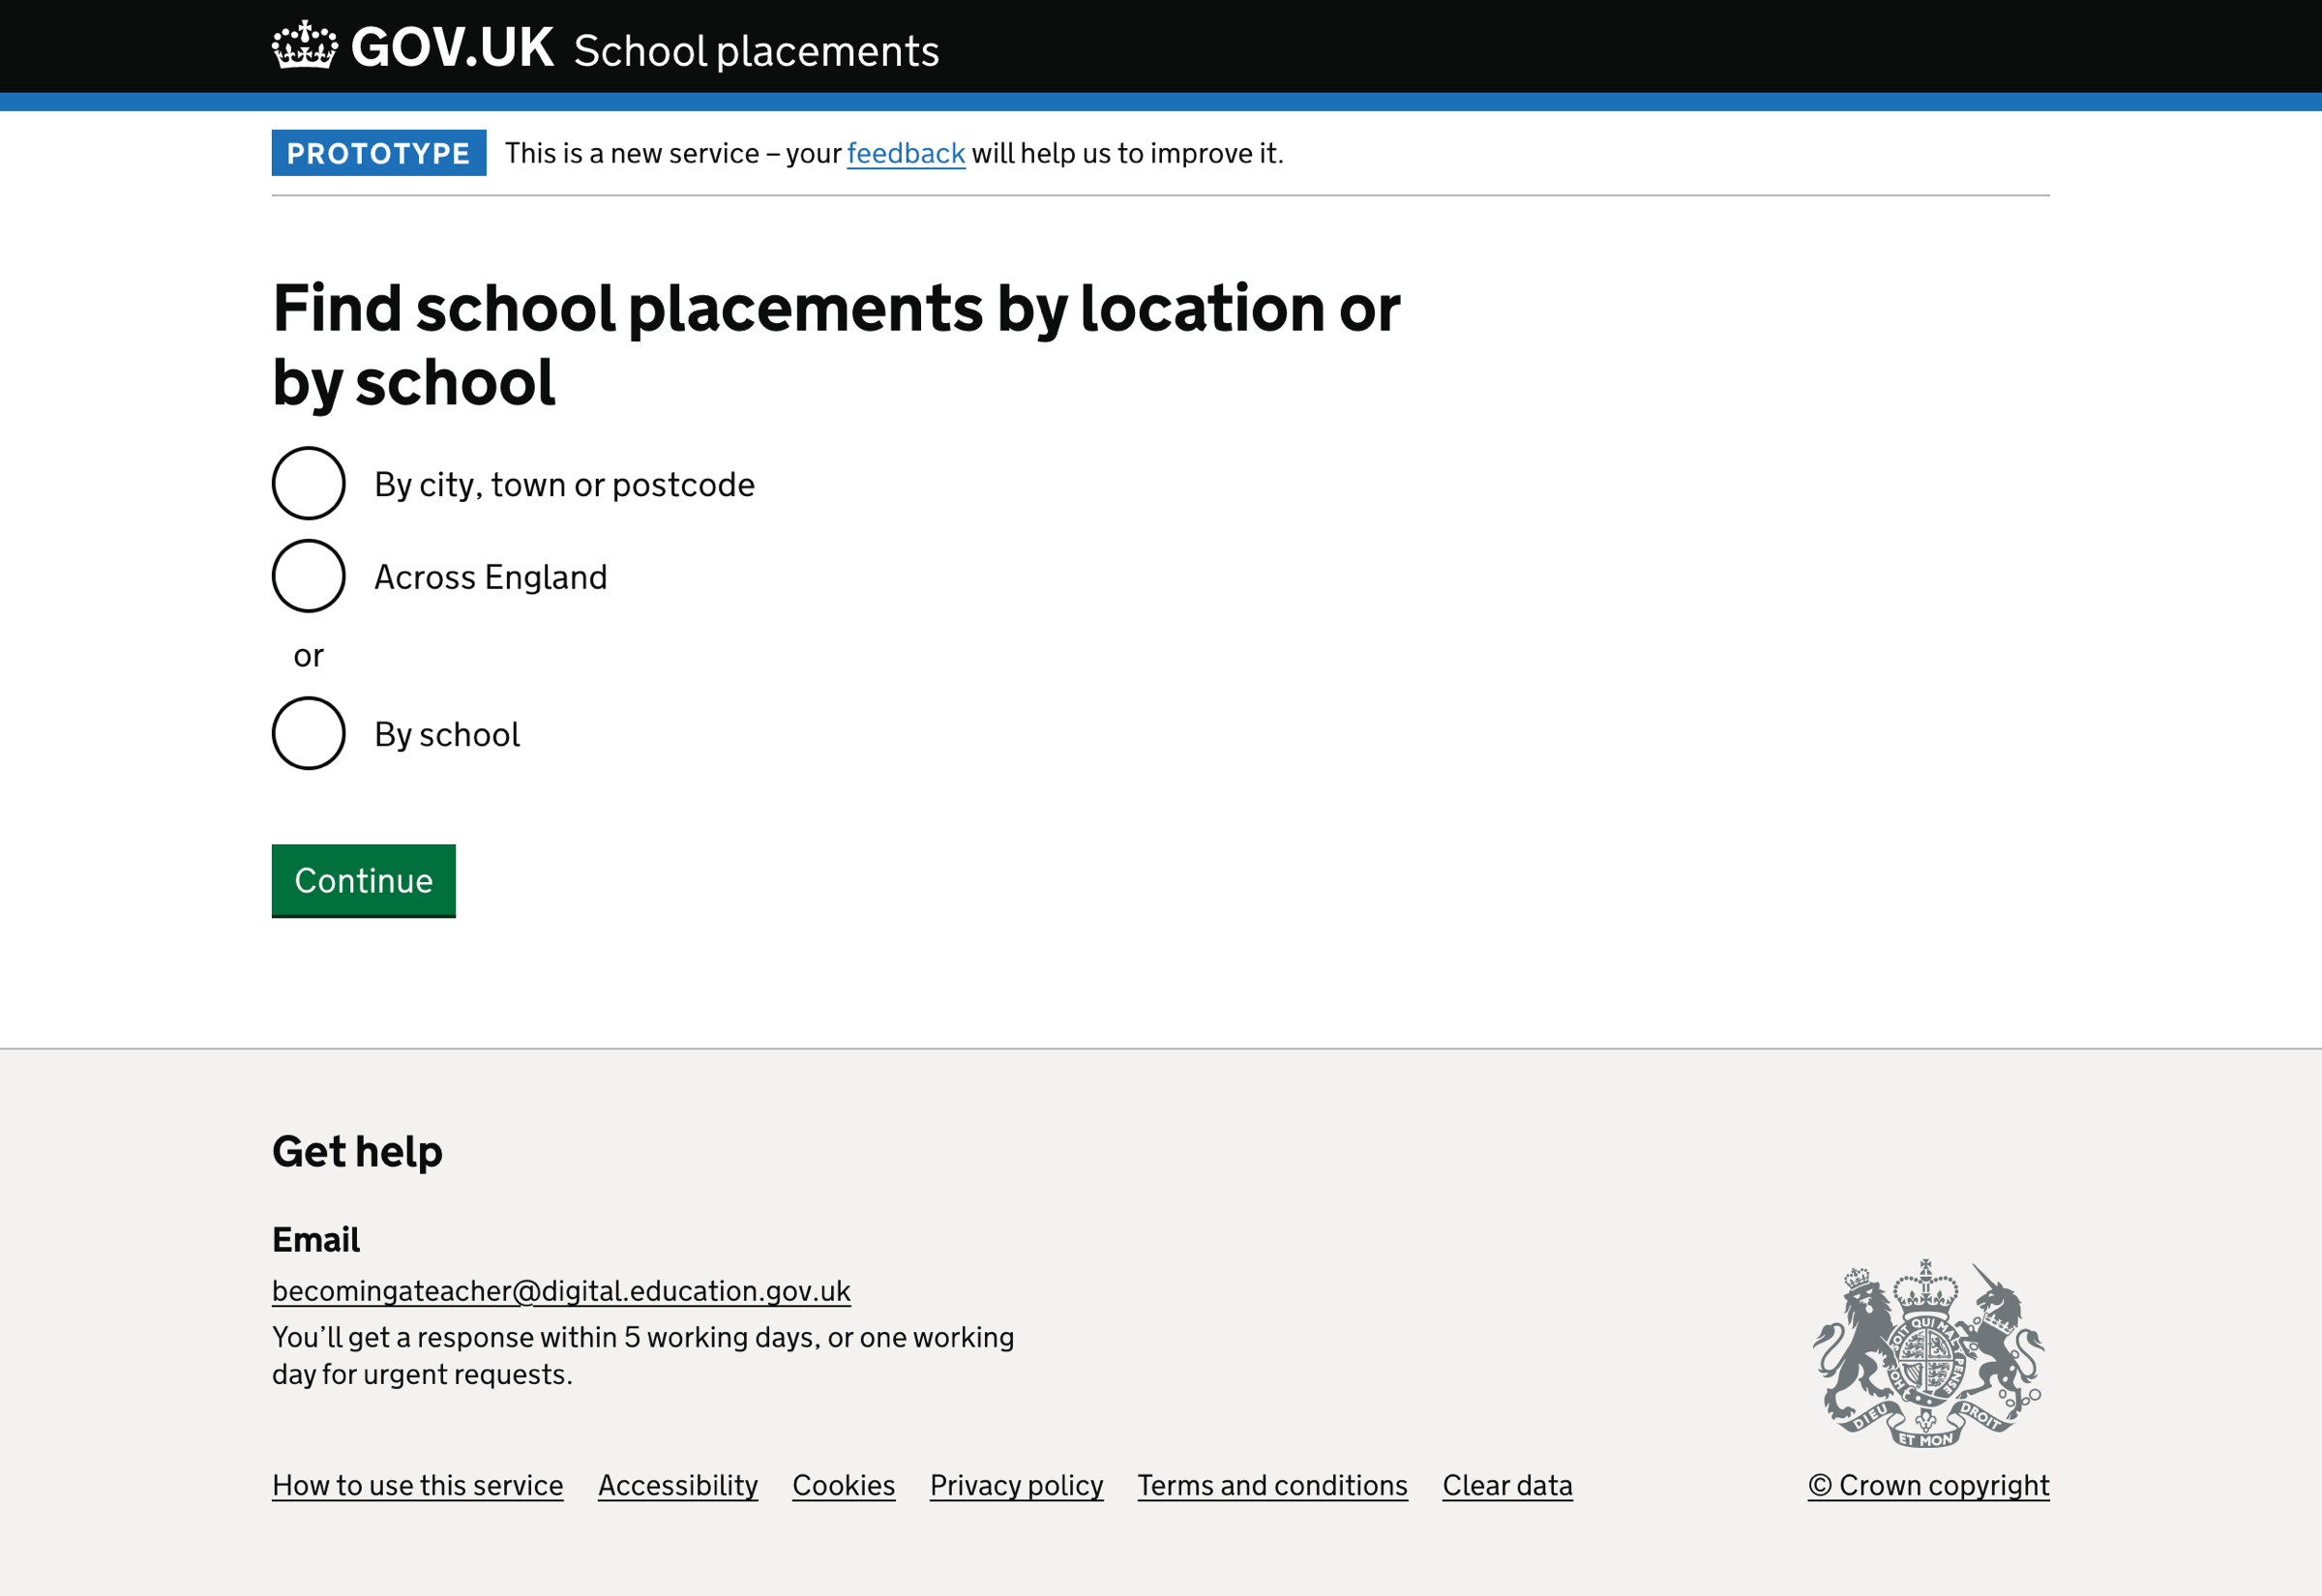 GOV.UK School placements
PROTOTYPE This is a new service – your feedback will help us to improve it.
Find school placements by location or
by school
By city, town or postcode
Across England
or
By school
Continue
Get help
Email
becomingateacher@digital.education.gov.uk
You’ll get a response within 5 working days, or one working
day for urgent requests.
HONI SOIT QUI MAL Y PENSE
DIEU ET MON DROIT
How to use this service Accessibility Cookies Privacy policy Terms and conditions Clear data © Crown copyright